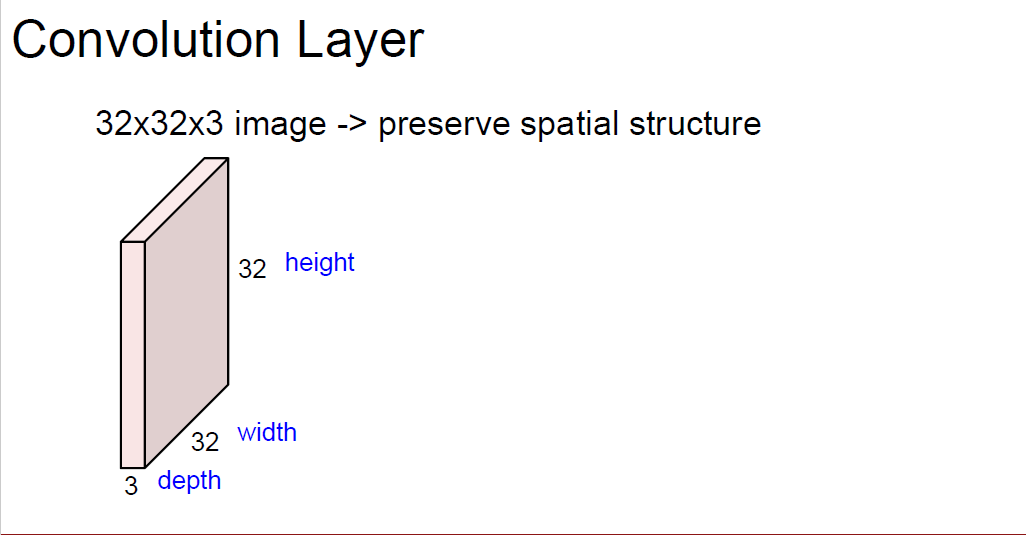 Convolution Layer
32x32x3 image -> preserve spatial structure
32 height
32 width
3 depth